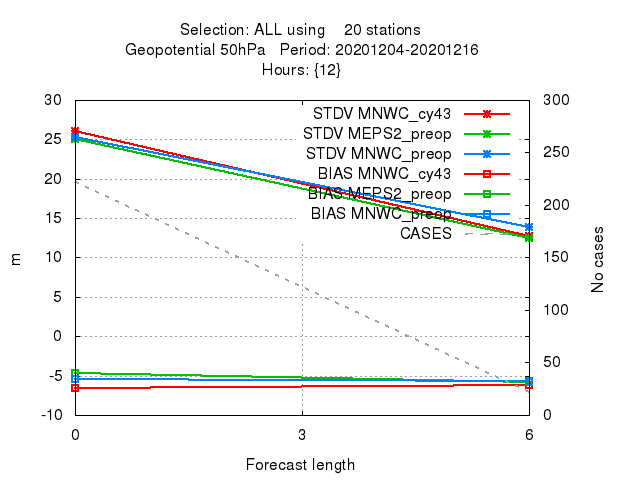 Selection: ALL using    20 stations
Geopotential 50hPa   Period: 20201204-20201216
Hours: {12}
30
25
20
15
10
5
0
-5
-10
m
STDV MNWC_cy43
STDV MEPS2_preop
STDV MNWC_preop
BIAS MNWC_cy43
BIAS MEPS2_preop
BIAS MNWC_preop
CASES
300
250
200
150
100
50
0
No cases
0 3 6
Forecast length